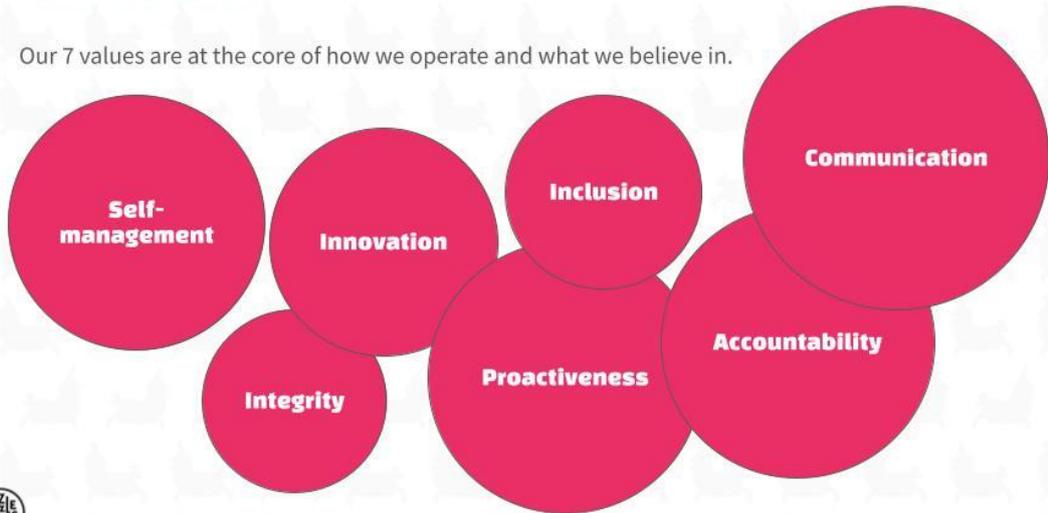 Our 7 values are at the core of how we operate and what we believe in.
Self-
management
Innovation
Inclusion
Communication
Integrity
Proactiveness
Accountability